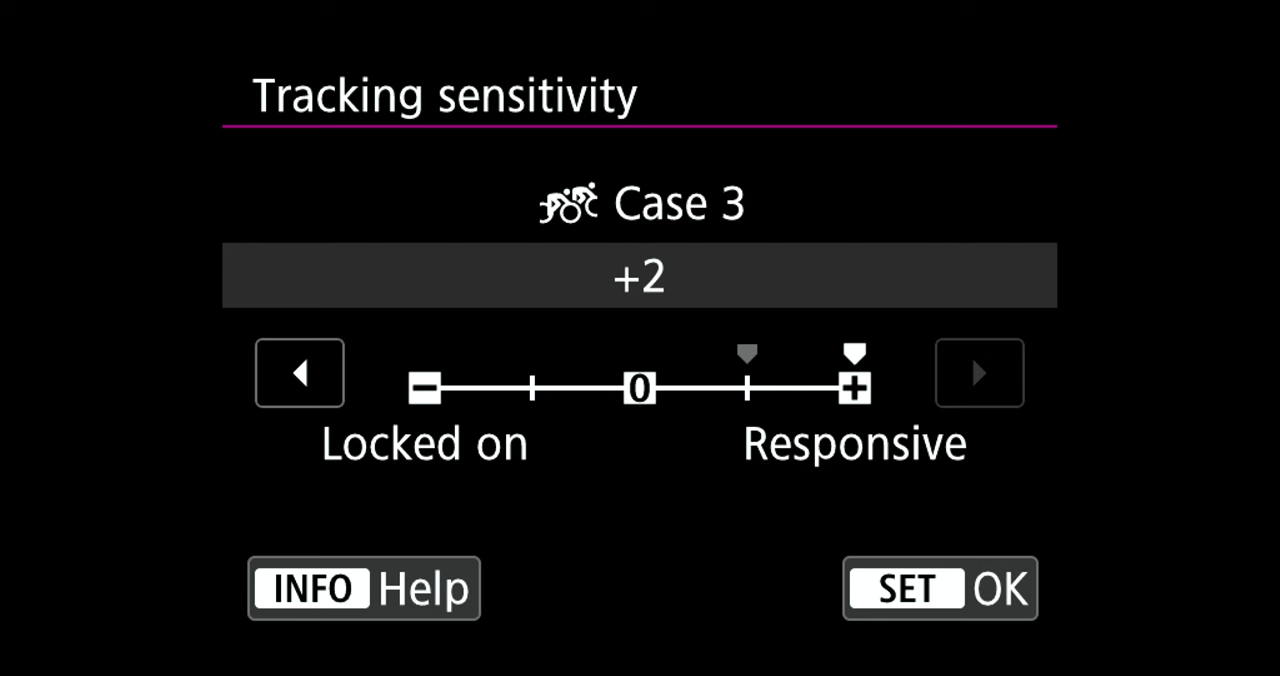 Tracking sensitivity
Case 3
+2
− 0 +
Locked on Responsive
INFO Help SET OK